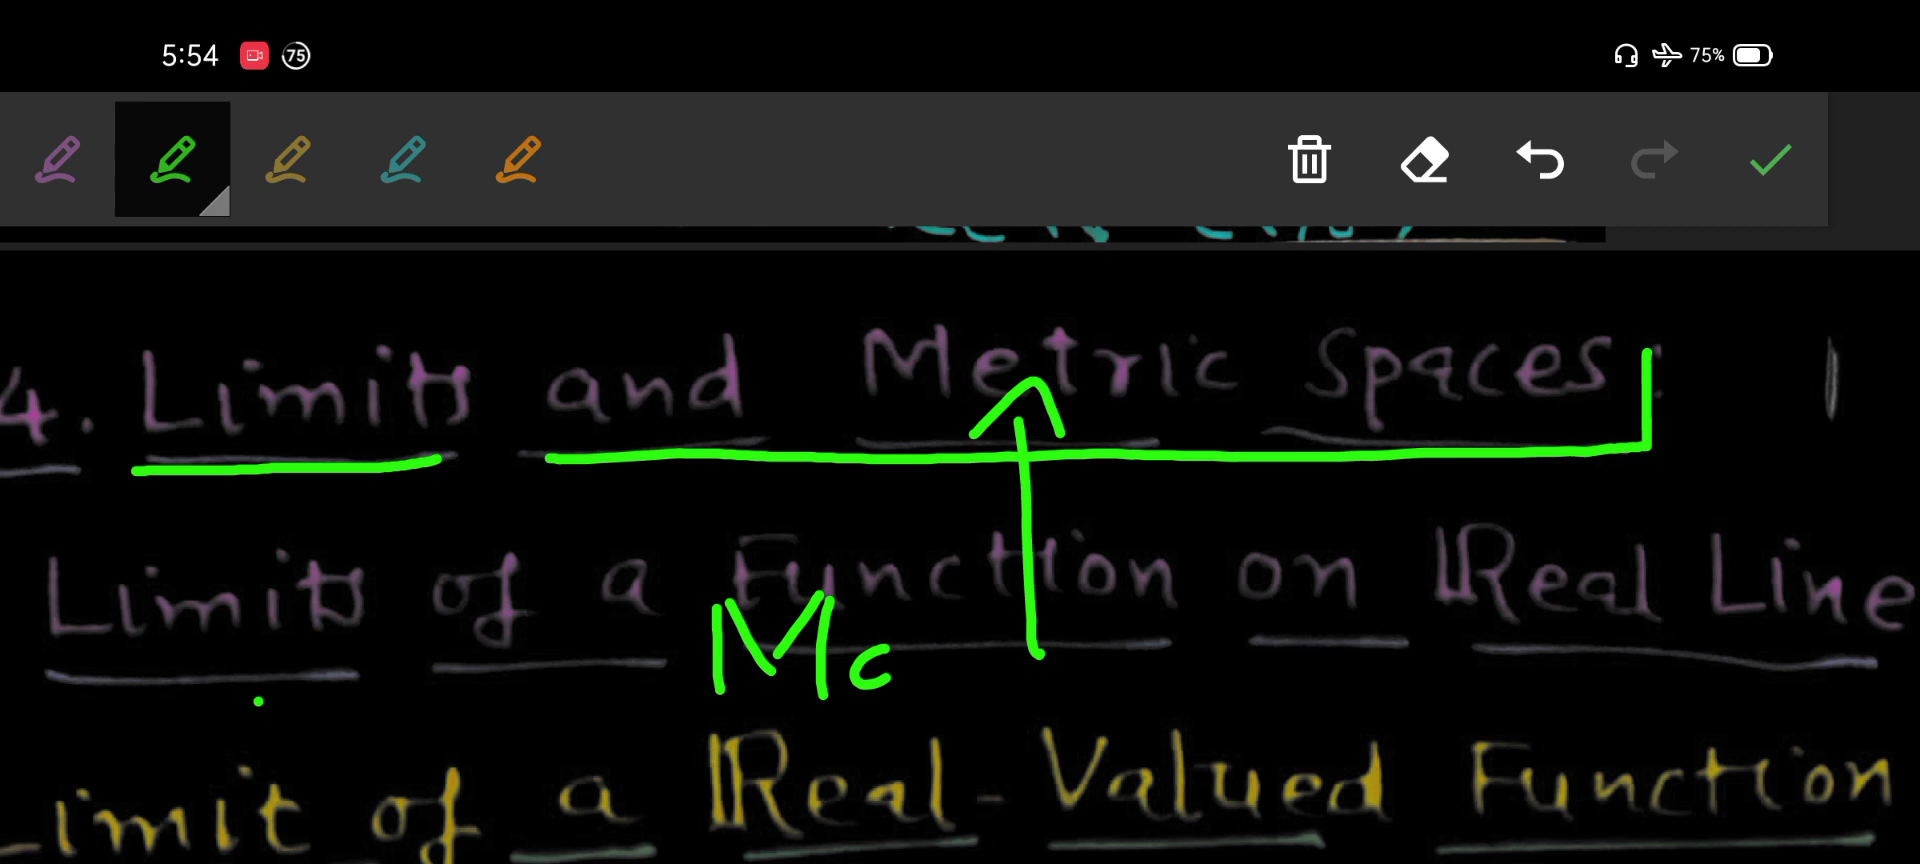 5:54 75 75%
4. Limits and Metric Spaces:
Limits of a Function on Real Line
Mc
Limit of a Real-Valued Function